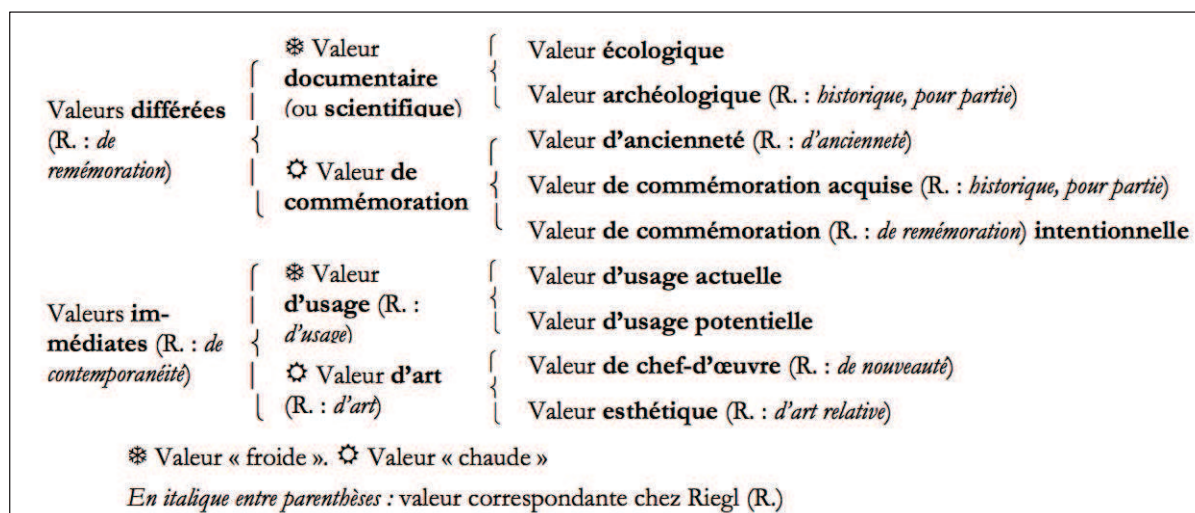 ❄ Valeur
documentaire
(ou scientifique)
Valeur écologique
Valeur archéologique (R. : historique, pour partie)
Valeurs différées
(R. : de
remémoration)
☼ Valeur de
commémoration
Valeur d'ancienneté (R. : d'ancienneté)
Valeur de commémoration acquise (R. : historique, pour partie)
Valeur de commémoration (R. : de remémoration) intentionnelle
Valeurs im-
médiates (R. : de
contemporanéité)
❄ Valeur
d'usage (R. :
d'usage)
Valeur d'usage actuelle
Valeur d'usage potentielle
☼ Valeur d'art
(R. : d'art)
Valeur de chef-d'œuvre (R. : de nouveauté)
Valeur esthétique (R. : d'art relative)
❄ Valeur « froide ». ☼ Valeur « chaude »
En italique entre parenthèses : valeur correspondante chez Riegl (R.)